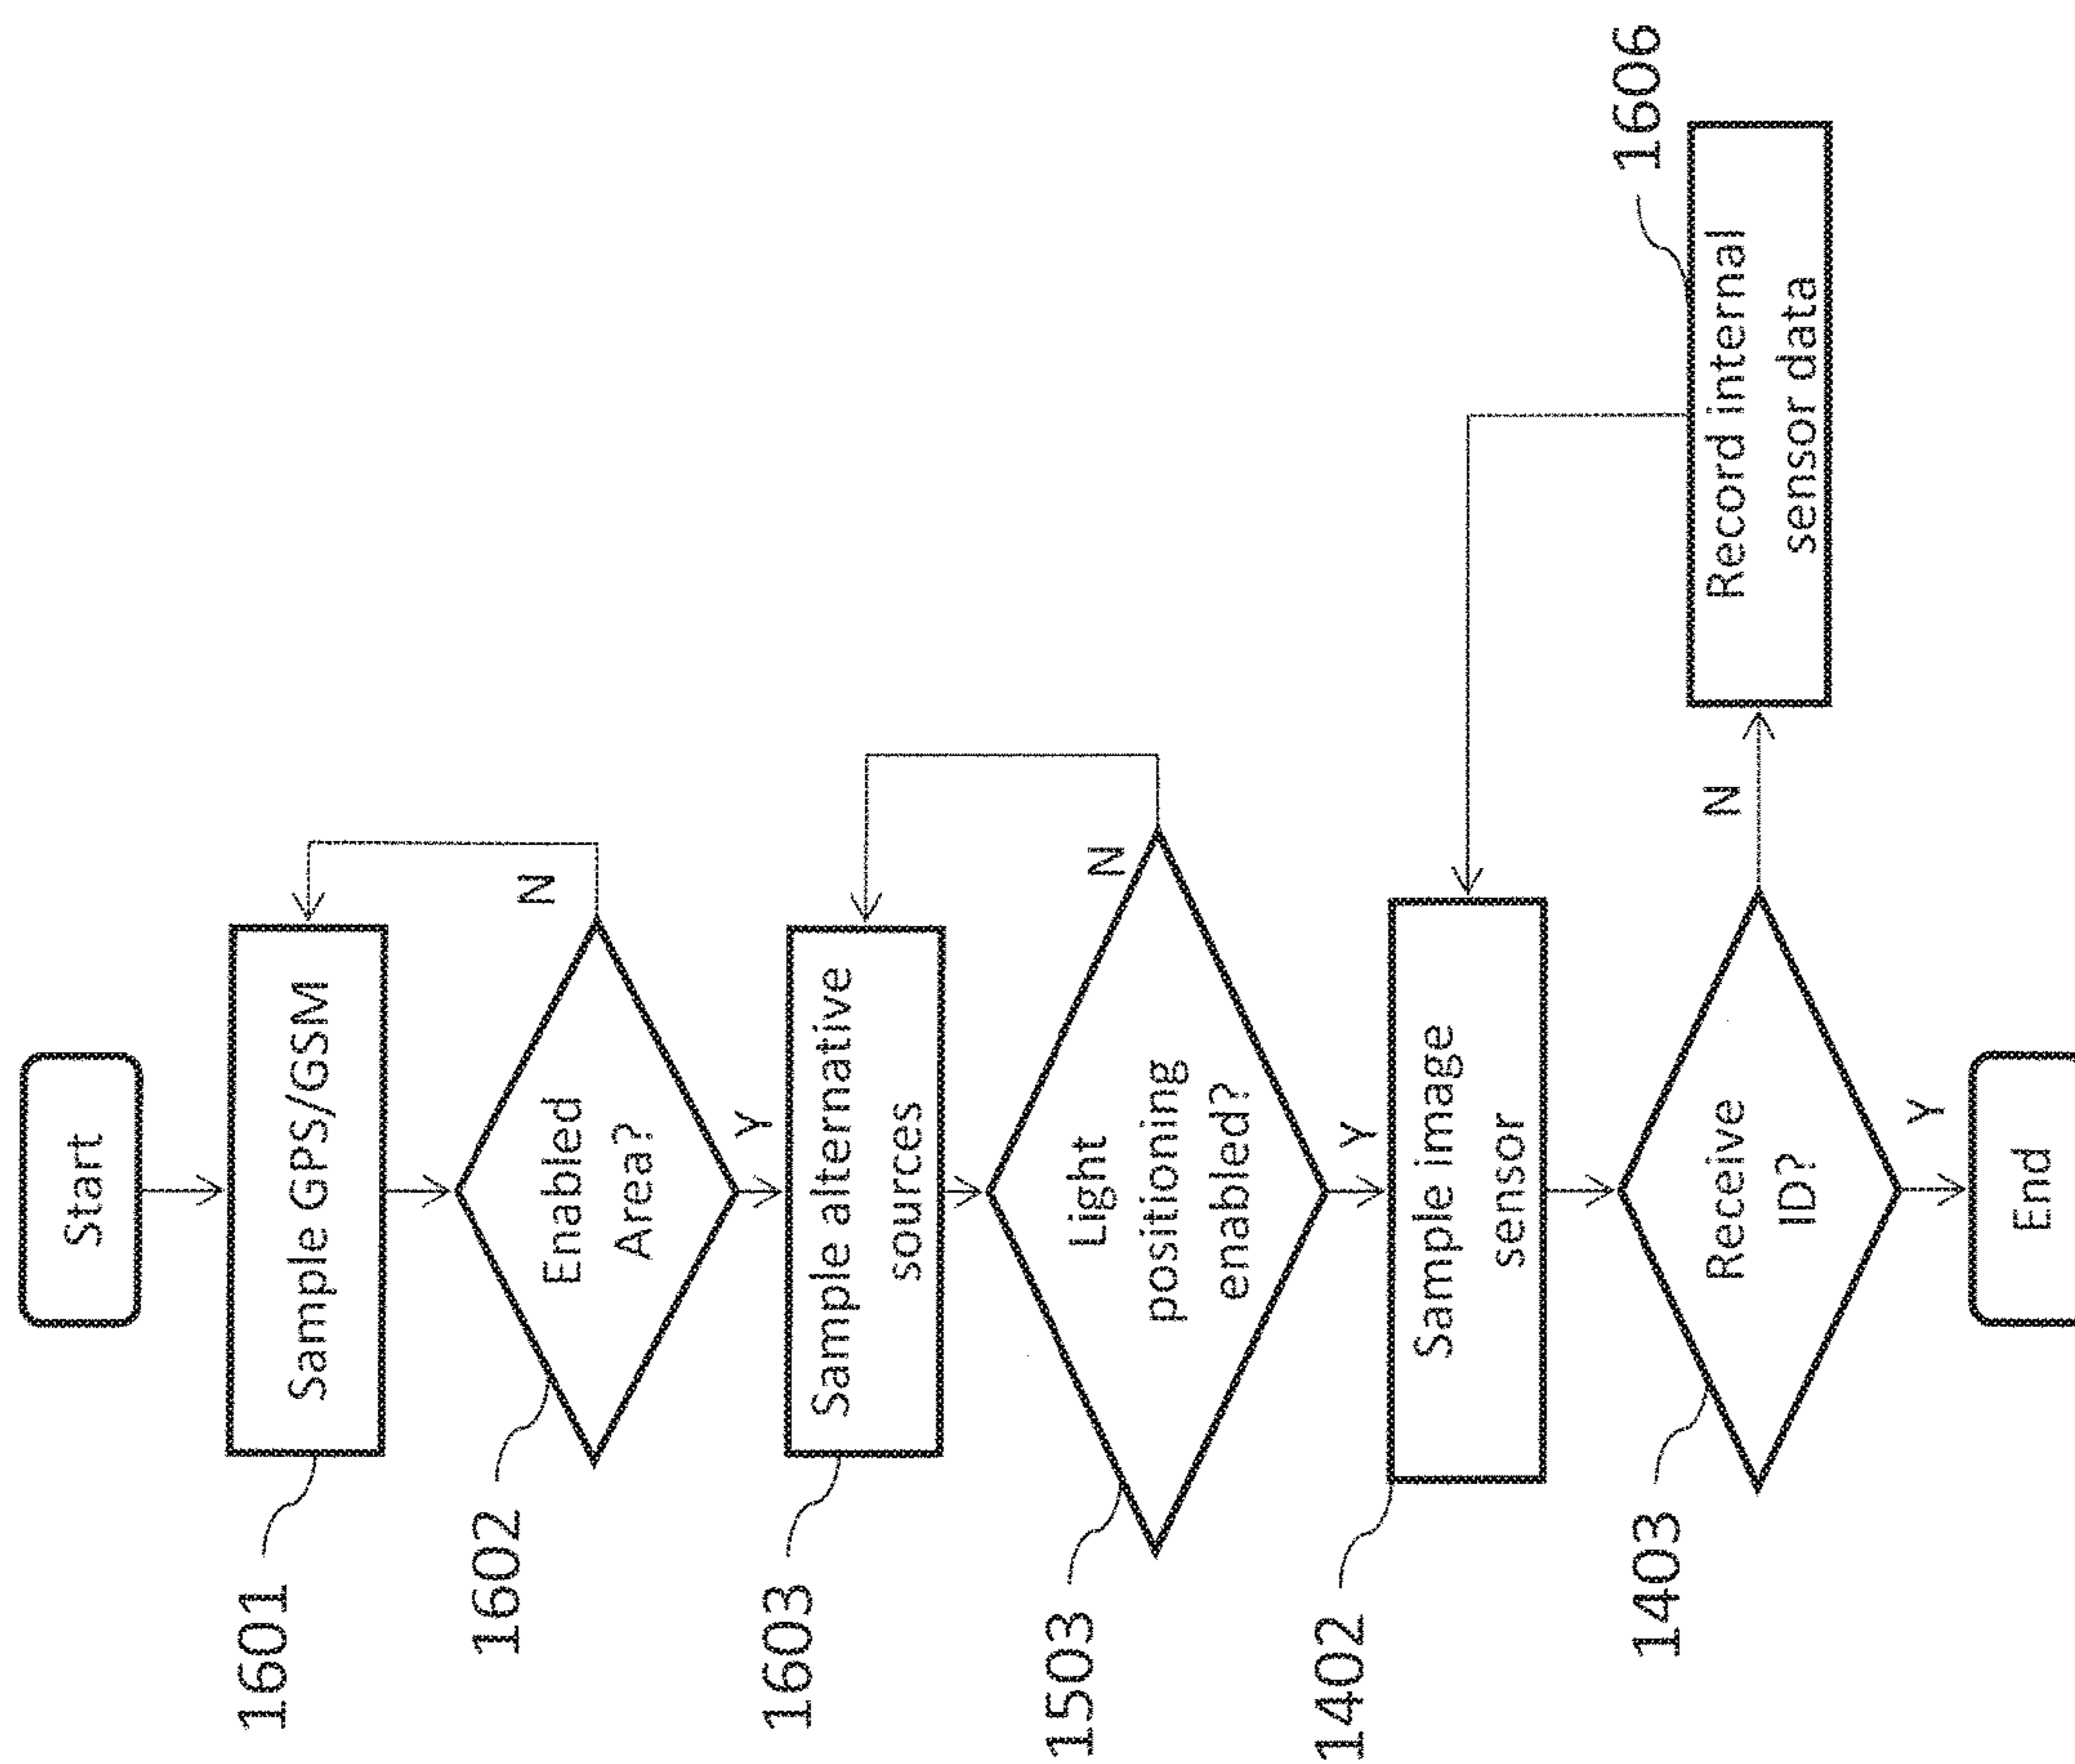 Start
1601
Sample GPS/GSM
1602
Enabled
Area?
N
Y
1603
Sample alternative
sources
1503
Light
positioning
enabled?
N
Y
1402
Sample image
sensor
1403
Receive
ID?
N
Y
1606
Record internal
sensor data
End